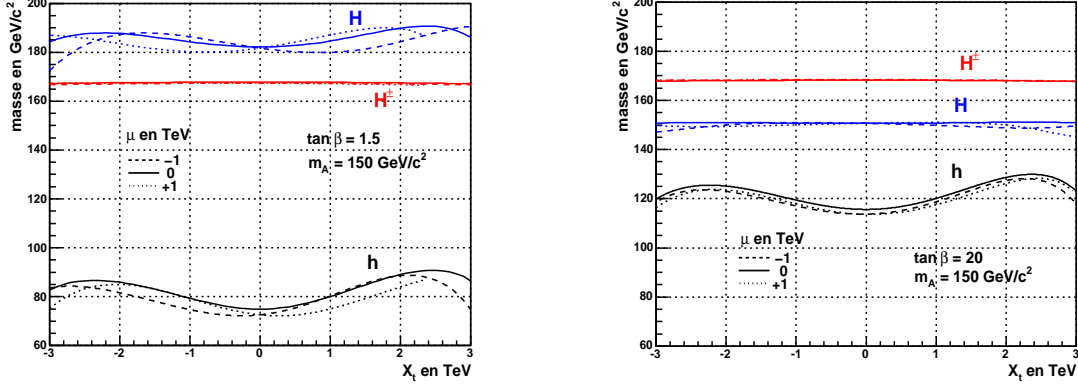 masse en GeV/c²
200
180
160
140
120
100
80
60
H
H±
μ en TeV
−1
0
+1
tan β = 1.5
m_A = 150 GeV/c²
h
-3 -2 -1 0 1 2 3
X_t en TeV
masse en GeV/c²
200
180
160
140
120
100
80
60
H±
H
h
μ en TeV
−1
0
+1
tan β = 20
m_A = 150 GeV/c²
-3 -2 -1 0 1 2 3
X_t en TeV